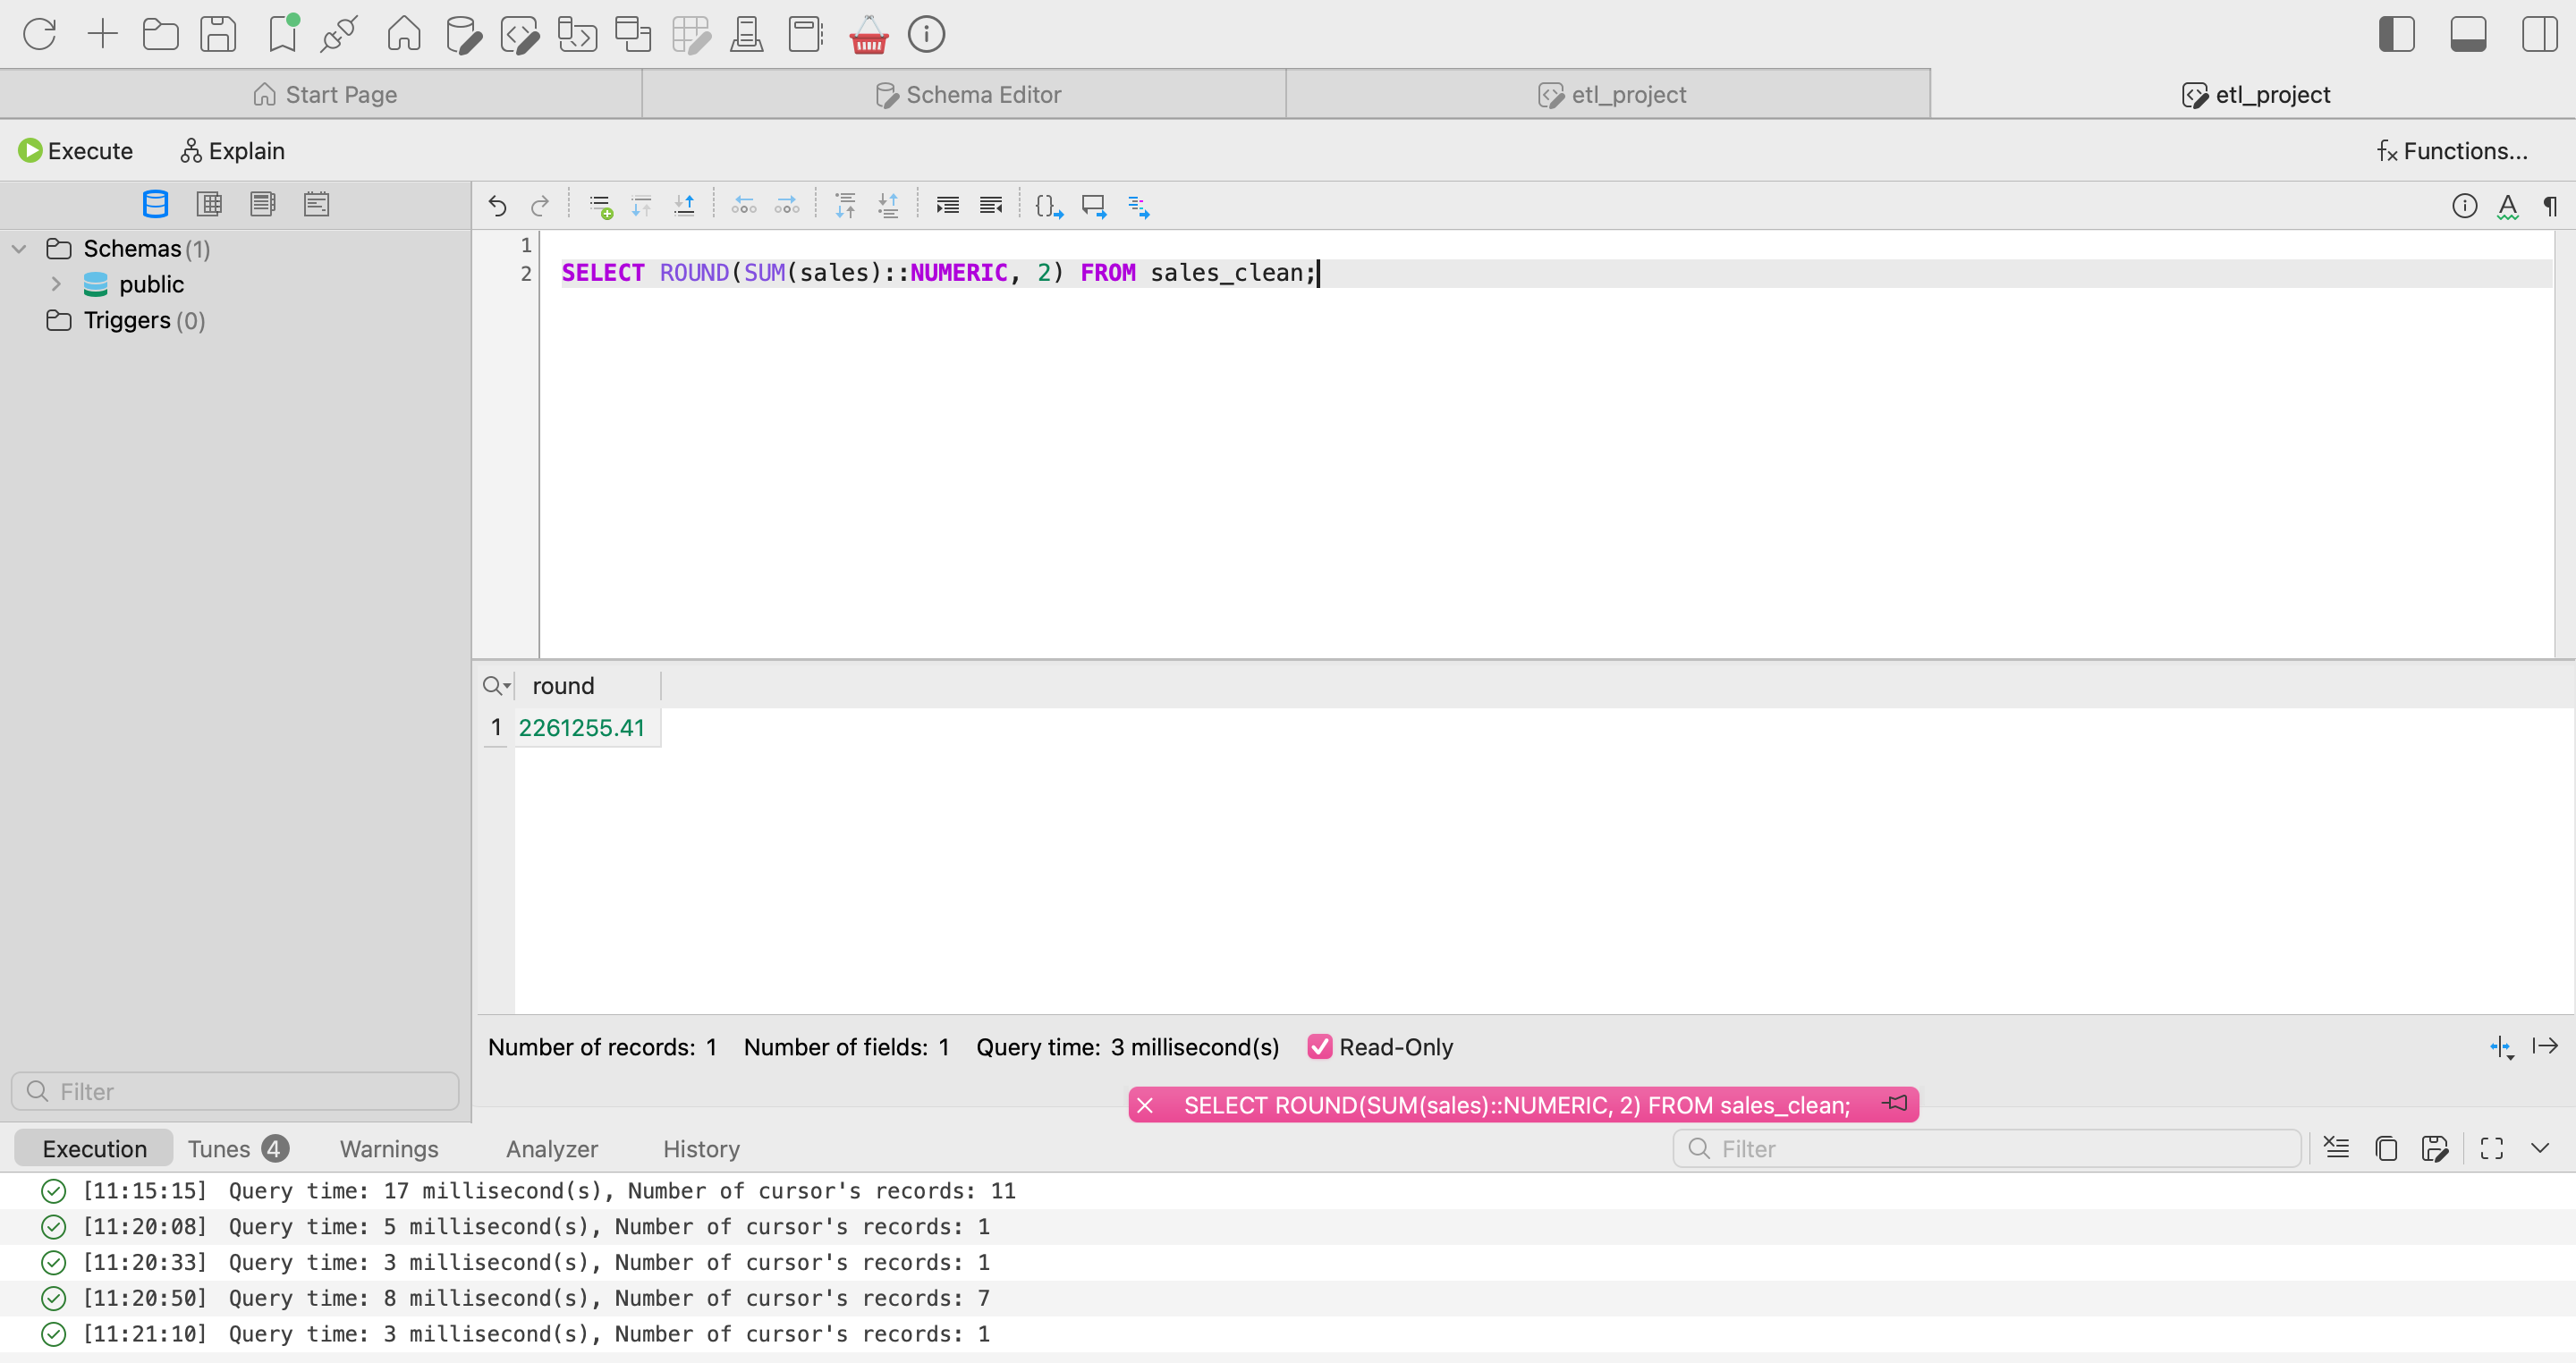 Start Page
Schema Editor
etl_project
etl_project
Execute
Explain
Functions...
Schemas (1)
public
Triggers (0)
Filter
1
2 SELECT ROUND(SUM(sales)::NUMERIC, 2) FROM sales_clean;
round
1 2261255.41
Number of records: 1 Number of fields: 1 Query time: 3 millisecond(s) Read-Only
SELECT ROUND(SUM(sales)::NUMERIC, 2) FROM sales_clean;
Execution Tunes 4 Warnings Analyzer History Filter
[11:15:15] Query time: 17 millisecond(s), Number of cursor's records: 11
[11:20:08] Query time: 5 millisecond(s), Number of cursor's records: 1
[11:20:33] Query time: 3 millisecond(s), Number of cursor's records: 1
[11:20:50] Query time: 8 millisecond(s), Number of cursor's records: 7
[11:21:10] Query time: 3 millisecond(s), Number of cursor's records: 1